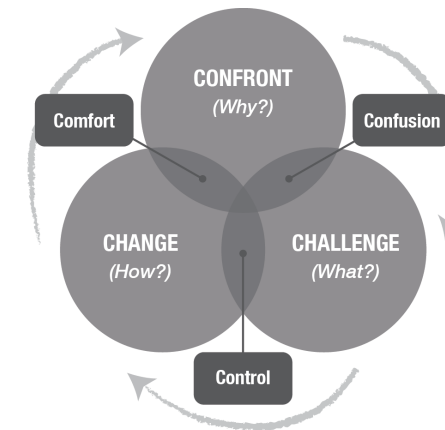 CONFRONT
(Why?)
Comfort
Confusion
CHANGE
(How?)
CHALLENGE
(What?)
Control